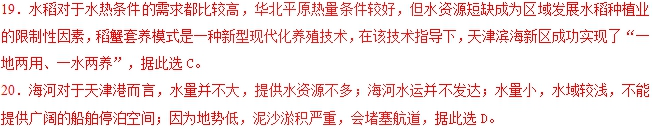 19．水稻对于水热条件的需求都比较高，华北平原热量条件较好，但水资源短缺成为区域发展水稻种植业
的限制性因素，稻蟹套养模式是一种新型现代化养殖技术，在该技术指导下，天津滨海新区成功实现了“一
地两用、一水两养”，据此选 C。
20．海河对于天津港而言，水量并不大，提供水资源不多；海河水运并不发达；水量小，水域较浅，不能
提供广阔的船舶停泊空间；因为地势低，泥沙淤积严重，会堵塞航道，据此选 D。